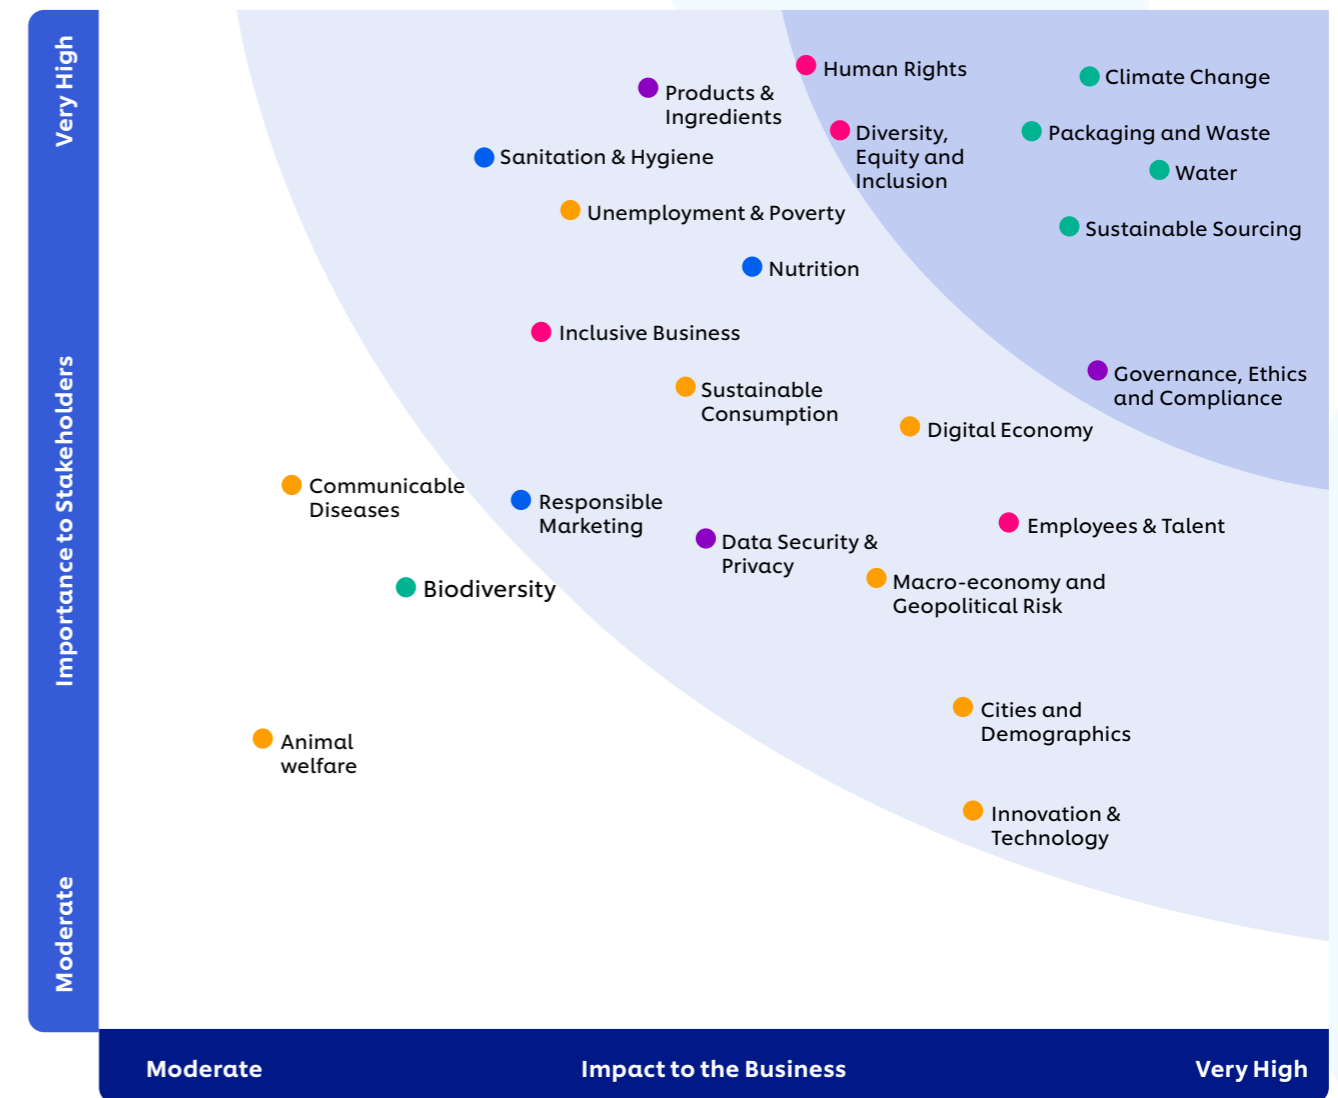 Very High
Importance to Stakeholders
Moderate
Human Rights
Climate Change
Products &
Ingredients
Diversity,
Equity and
Inclusion
Packaging and Waste
Sanitation & Hygiene
Water
Unemployment & Poverty
Sustainable Sourcing
Nutrition
Inclusive Business
Governance, Ethics
and Compliance
Sustainable
Consumption
Digital Economy
Communicable
Diseases
Responsible
Marketing
Employees & Talent
Data Security &
Privacy
Macro-economy and
Geopolitical Risk
Biodiversity
Cities and
Demographics
Animal
welfare
Innovation &
Technology
Moderate
Impact to the Business
Very High